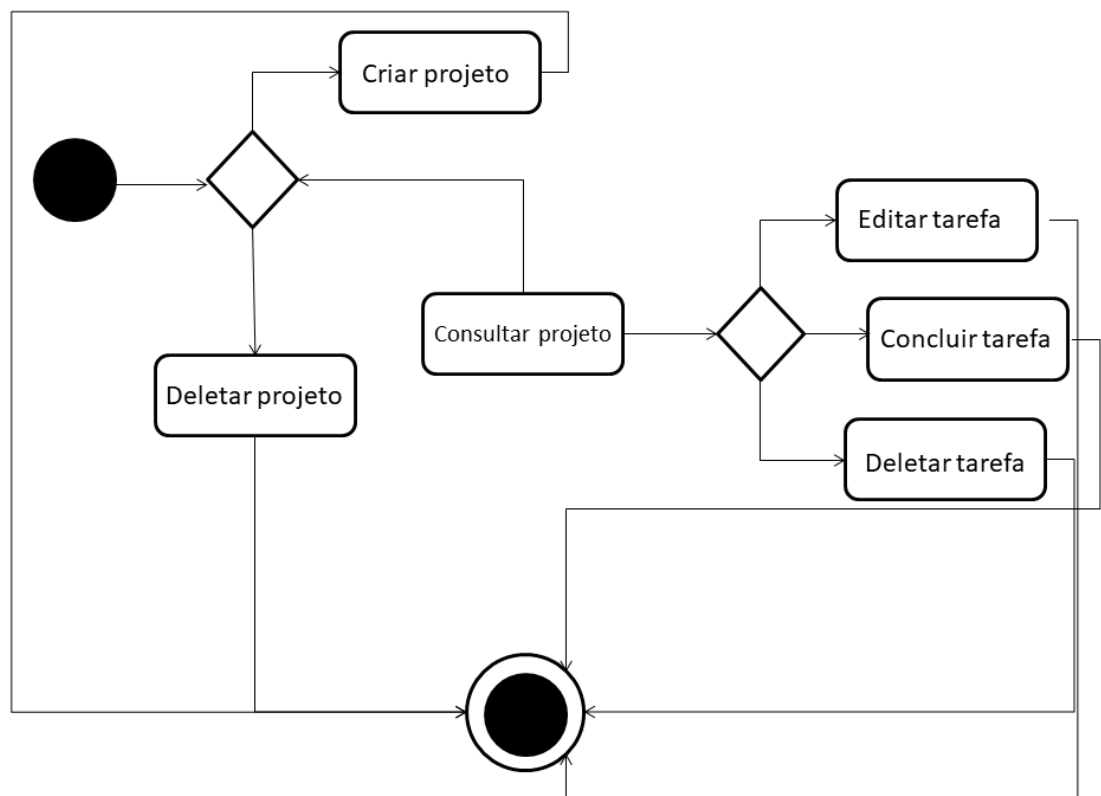 Criar projeto
Editar tarefa
Consultar projeto
Concluir tarefa
Deletar projeto
Deletar tarefa